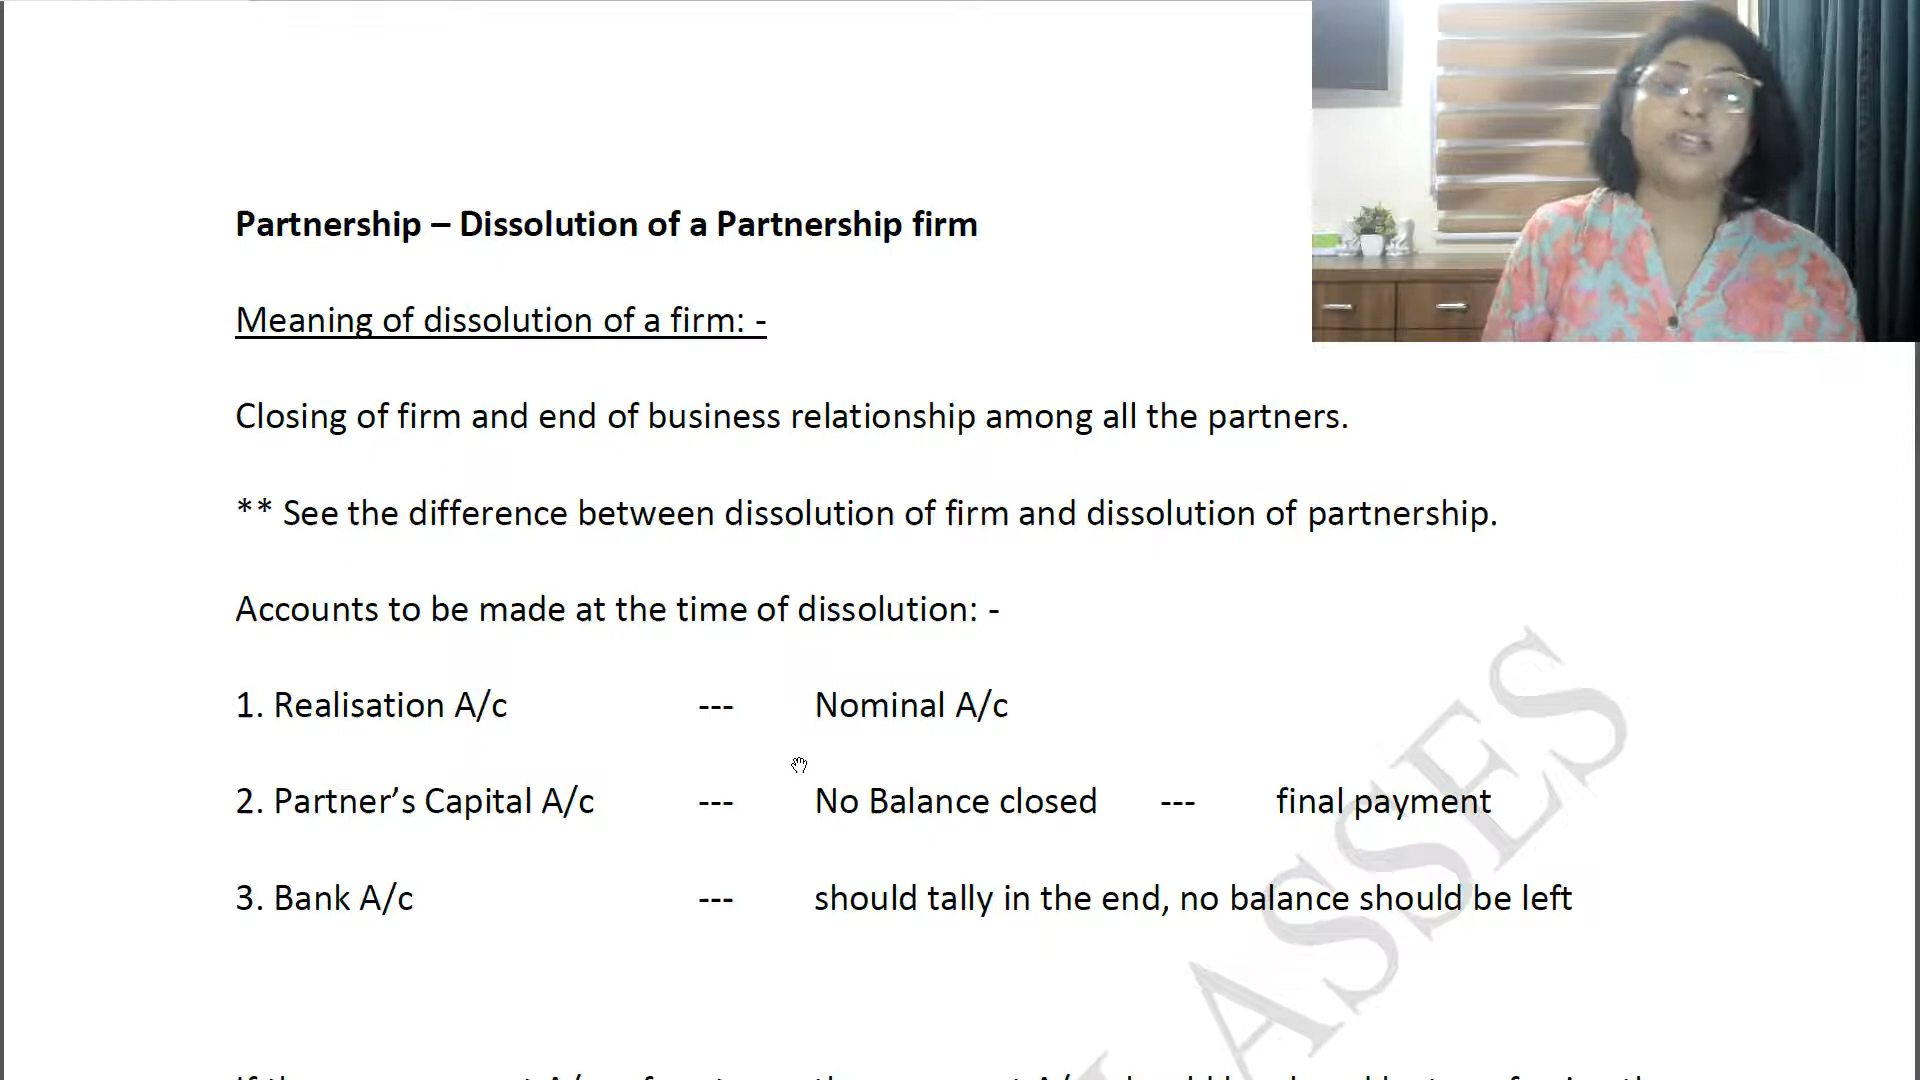 Partnership – Dissolution of a Partnership firm
Meaning of dissolution of a firm: -
Closing of firm and end of business relationship among all the partners.
** See the difference between dissolution of firm and dissolution of partnership.
Accounts to be made at the time of dissolution: -
1. Realisation A/c --- Nominal A/c
2. Partner’s Capital A/c --- No Balance closed --- final payment
3. Bank A/c --- should tally in the end, no balance should be left